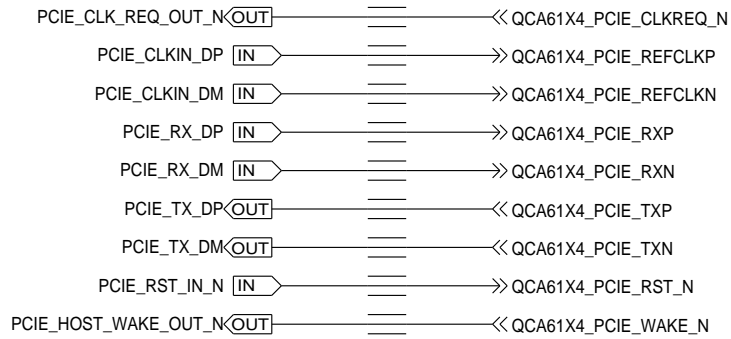 PCIE_CLK_REQ_OUT_N OUT QCA61X4_PCIE_CLKREQ_N
PCIE_CLKIN_DP IN QCA61X4_PCIE_REFCLKP
PCIE_CLKIN_DM IN QCA61X4_PCIE_REFCLKN
PCIE_RX_DP IN QCA61X4_PCIE_RXP
PCIE_RX_DM IN QCA61X4_PCIE_RXN
PCIE_TX_DP OUT QCA61X4_PCIE_TXP
PCIE_TX_DM OUT QCA61X4_PCIE_TXN
PCIE_RST_IN_N IN QCA61X4_PCIE_RST_N
PCIE_HOST_WAKE_OUT_N OUT QCA61X4_PCIE_WAKE_N